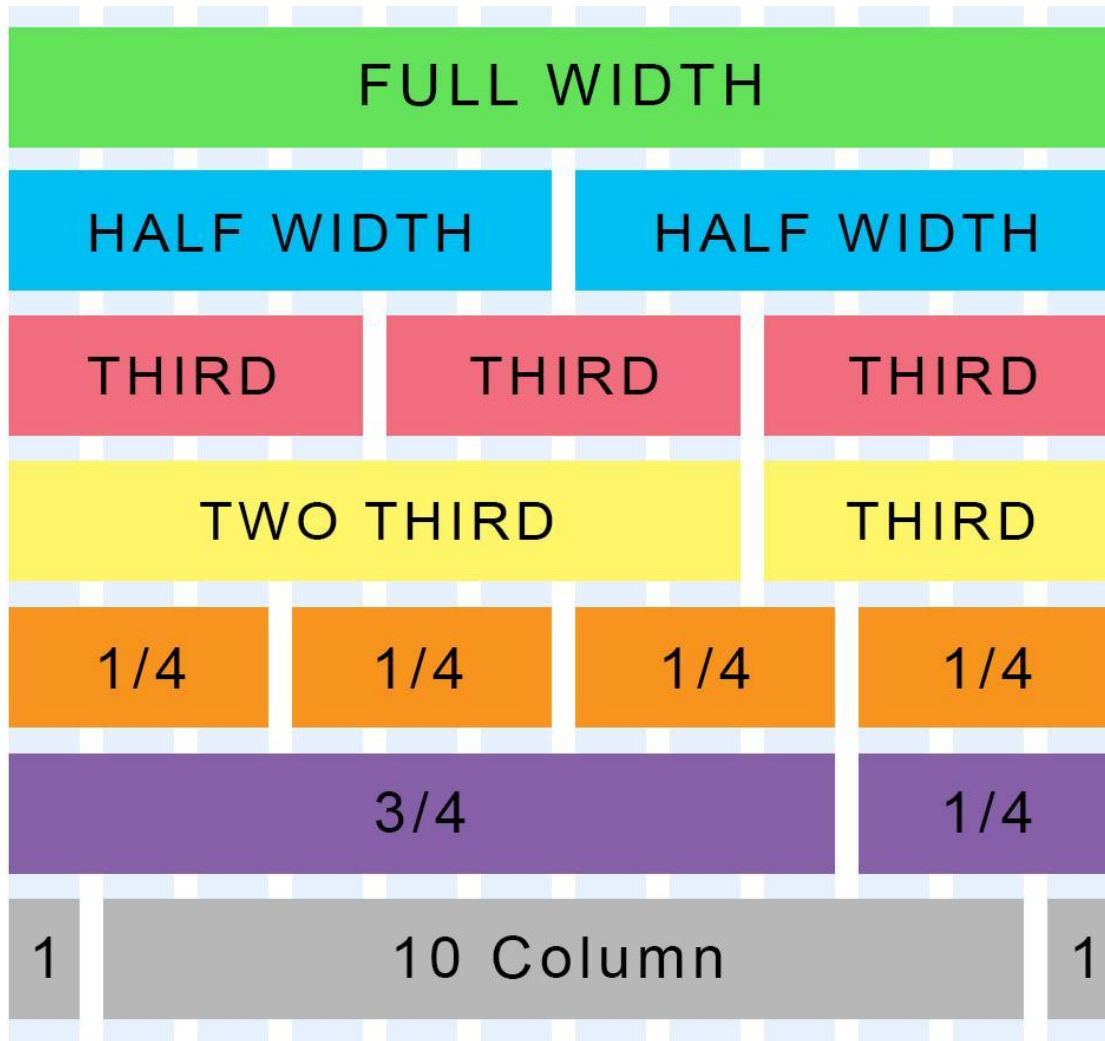 FULL WIDTH
HALF WIDTH HALF WIDTH
THIRD THIRD THIRD
TWO THIRD THIRD
1/4 1/4 1/4 1/4
3/4 1/4
1 10 Column 1